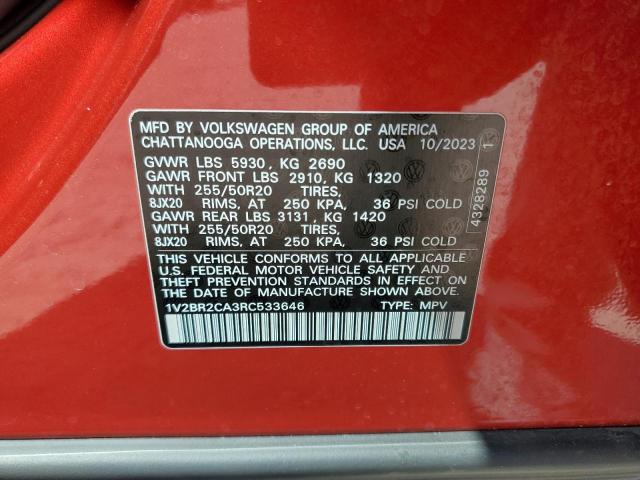 MFD BY VOLKSWAGEN GROUP OF AMERICA
CHATTANOOGA OPERATIONS, LLC. USA 10/2023
GVWR LBS 5930, KG 2690
GAWR FRONT LBS 2910, KG 1320
WITH 255/50R20 TIRES,
8JX20 RIMS, AT 250 KPA, 36 PSI COLD
GAWR REAR LBS 3131, KG 1420
WITH 255/50R20 TIRES,
8JX20 RIMS, AT 250 KPA, 36 PSI COLD
THIS VEHICLE CONFORMS TO ALL APPLICABLE
U.S. FEDERAL MOTOR VEHICLE SAFETY AND
THEFT PREVENTION STANDARDS IN EFFECT ON
THE DATE OF MANUFACTURE SHOWN ABOVE.
1V2BR2CA3RC533646 TYPE: MPV
4328289 1